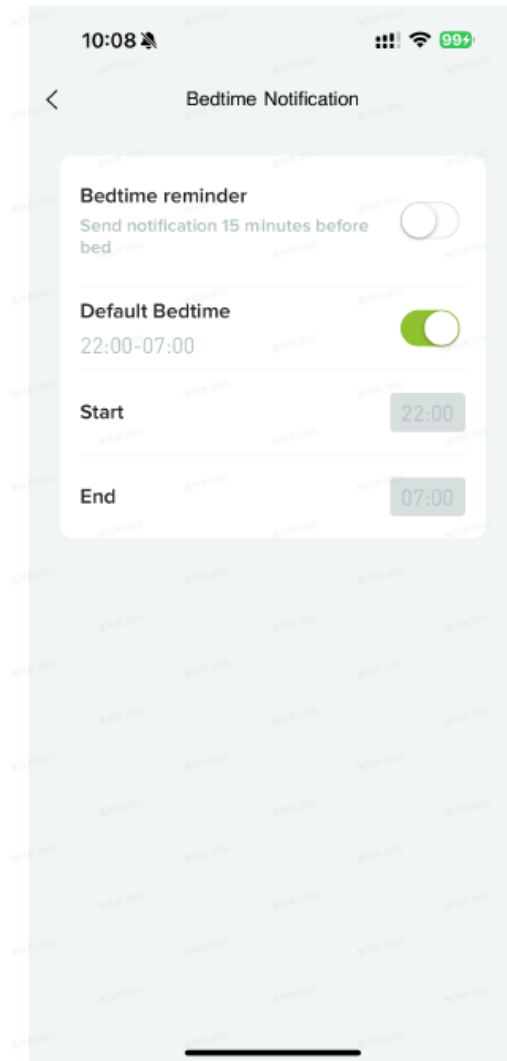 10:08
99
Bedtime Notification
Bedtime reminder
Send notification 15 minutes before
bed
Default Bedtime
22:00-07:00
Start
22:00
End
07:00